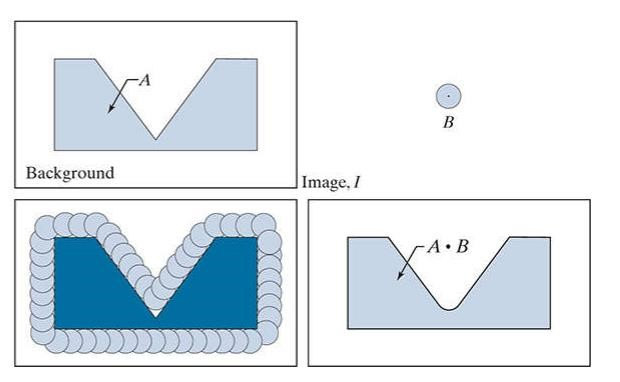 A
B
Background
Image, I
A • B